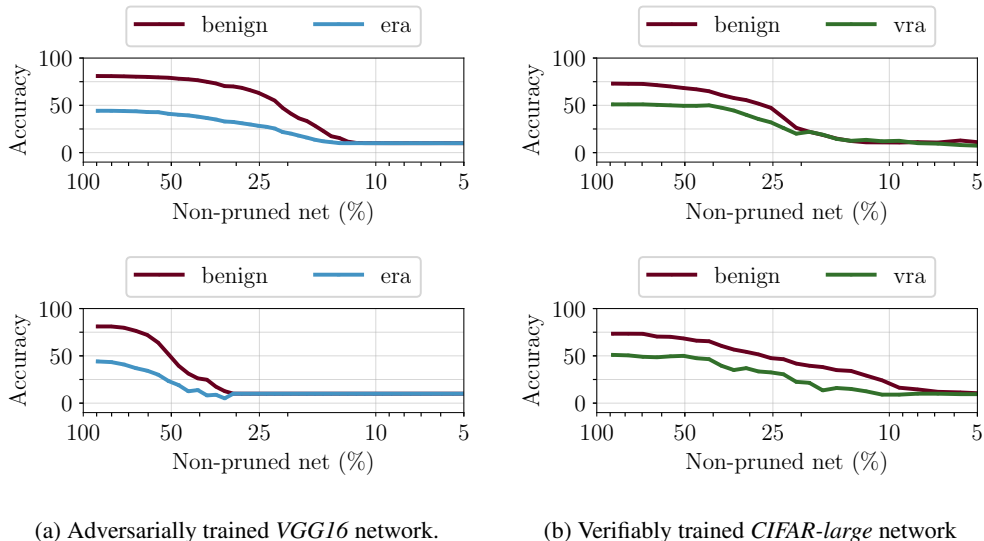 benign era
100
50
0
Accuracy
100 50 25 10 5
Non-pruned net (%)
benign vra
100
50
0
Accuracy
100 50 25 10 5
Non-pruned net (%)
benign era
100
50
0
Accuracy
100 50 25 10 5
Non-pruned net (%)
benign vra
100
50
0
Accuracy
100 50 25 10 5
Non-pruned net (%)
(a) Adversarially trained VGG16 network.
(b) Verifiably trained CIFAR-large network